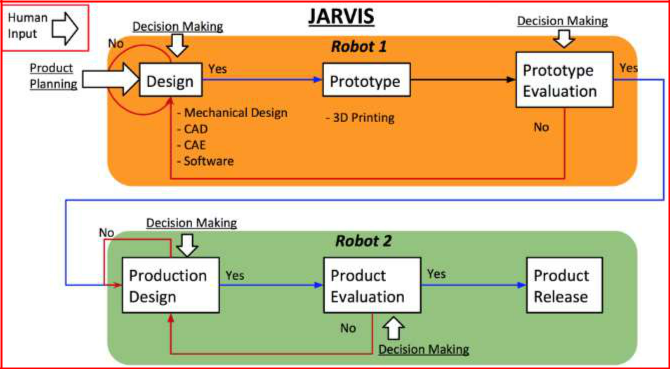 JARVIS
Human
Input
Decision Making
Decision Making
No
Robot 1
Product
Planning
Design
Yes
Prototype
Prototype
Evaluation
Yes
- Mechanical Design
- CAD
- CAE
- Software
- 3D Printing
No
Decision Making
No
Robot 2
Production
Design
Yes
Product
Evaluation
Yes
Product
Release
No
Decision Making